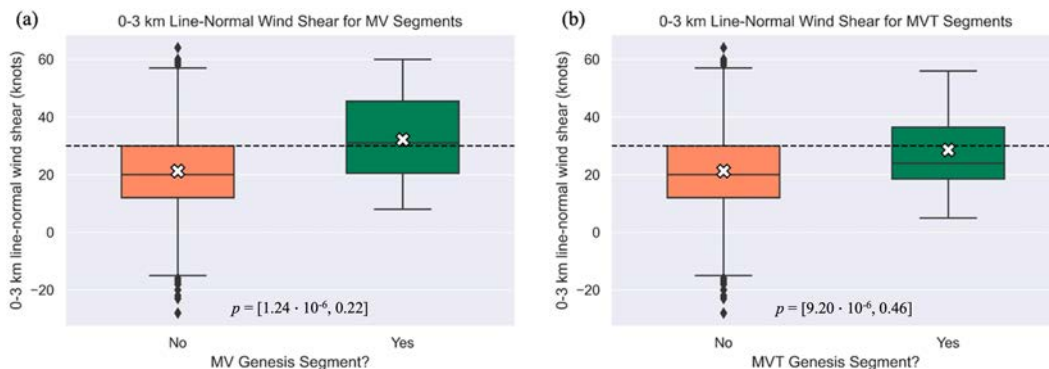 (a)
0-3 km Line-Normal Wind Shear for MV Segments
0-3 km line-normal wind shear (knots)
60
40
20
0
−20
p = [1.24 · 10⁻⁶, 0.22]
No
Yes
MV Genesis Segment?
(b)
0-3 km Line-Normal Wind Shear for MVT Segments
0-3 km line-normal wind shear (knots)
60
40
20
0
−20
p = [9.20 · 10⁻⁶, 0.46]
No
Yes
MVT Genesis Segment?